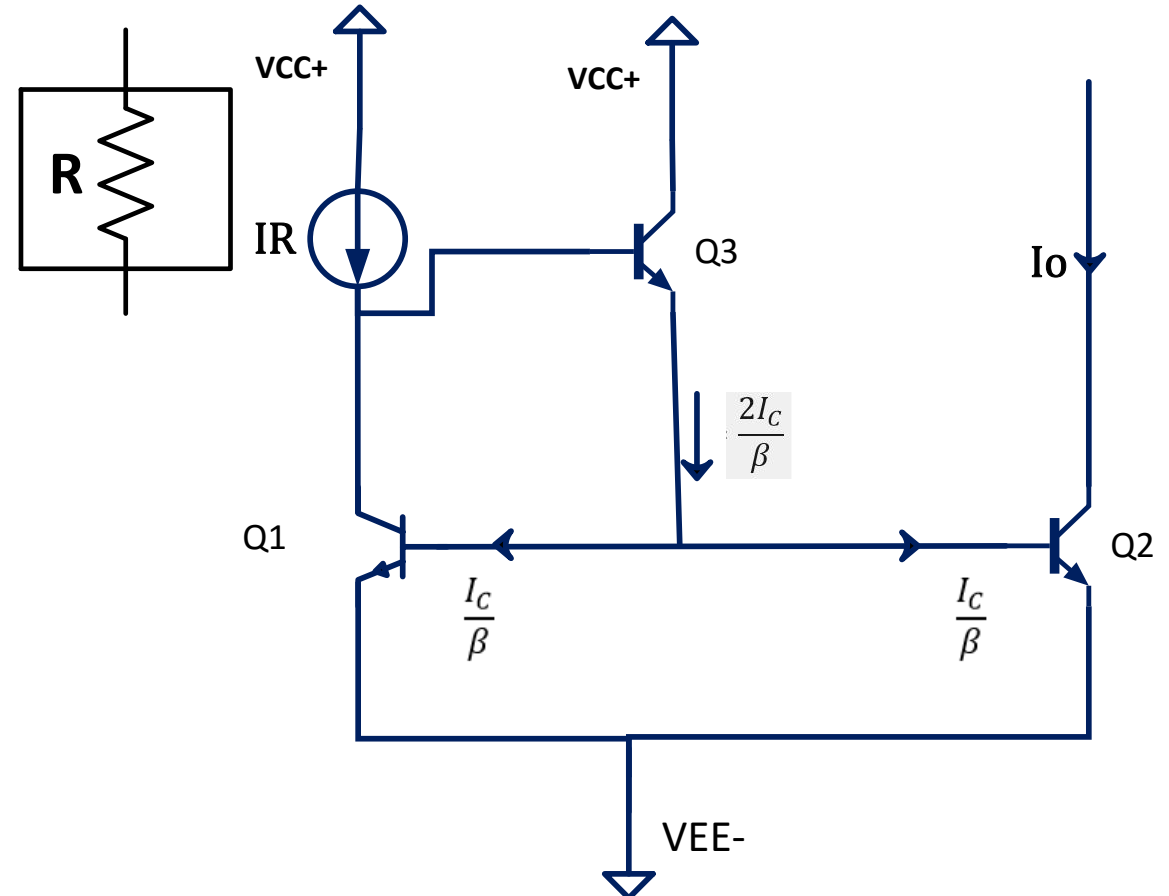 VCC+
VCC+
R
IR
Q3
Io
2I_C
β
Q1
Q2
I_C
β
I_C
β
VEE-